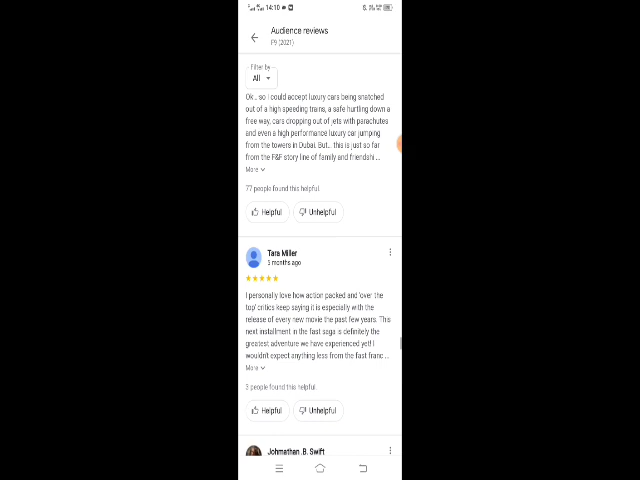 14:10
Audience reviews
F9 (2021)
Filter by
All
Ok .. so I could accept luxury cars being snatched
out of a high speeding trains, a safe hurtling down a
free way, cars dropping out of jets with parachutes
and even a high performance luxury car jumping
from the towers in Dubai. But... this is just so far
from the F&F story line of family and friendshi ...
More
77 people found this helpful.
Helpful
Unhelpful
Tara Miller
5 months ago
I personally love how action packed and 'over the
top' critics keep saying it is especially with the
release of every new movie the past few years. This
next installment in the fast saga is definitely the
greatest adventure we have experienced yet! I
wouldn't expect anything less from the fast franc ...
More
3 people found this helpful.
Helpful
Unhelpful
Johmathan .B. Swift